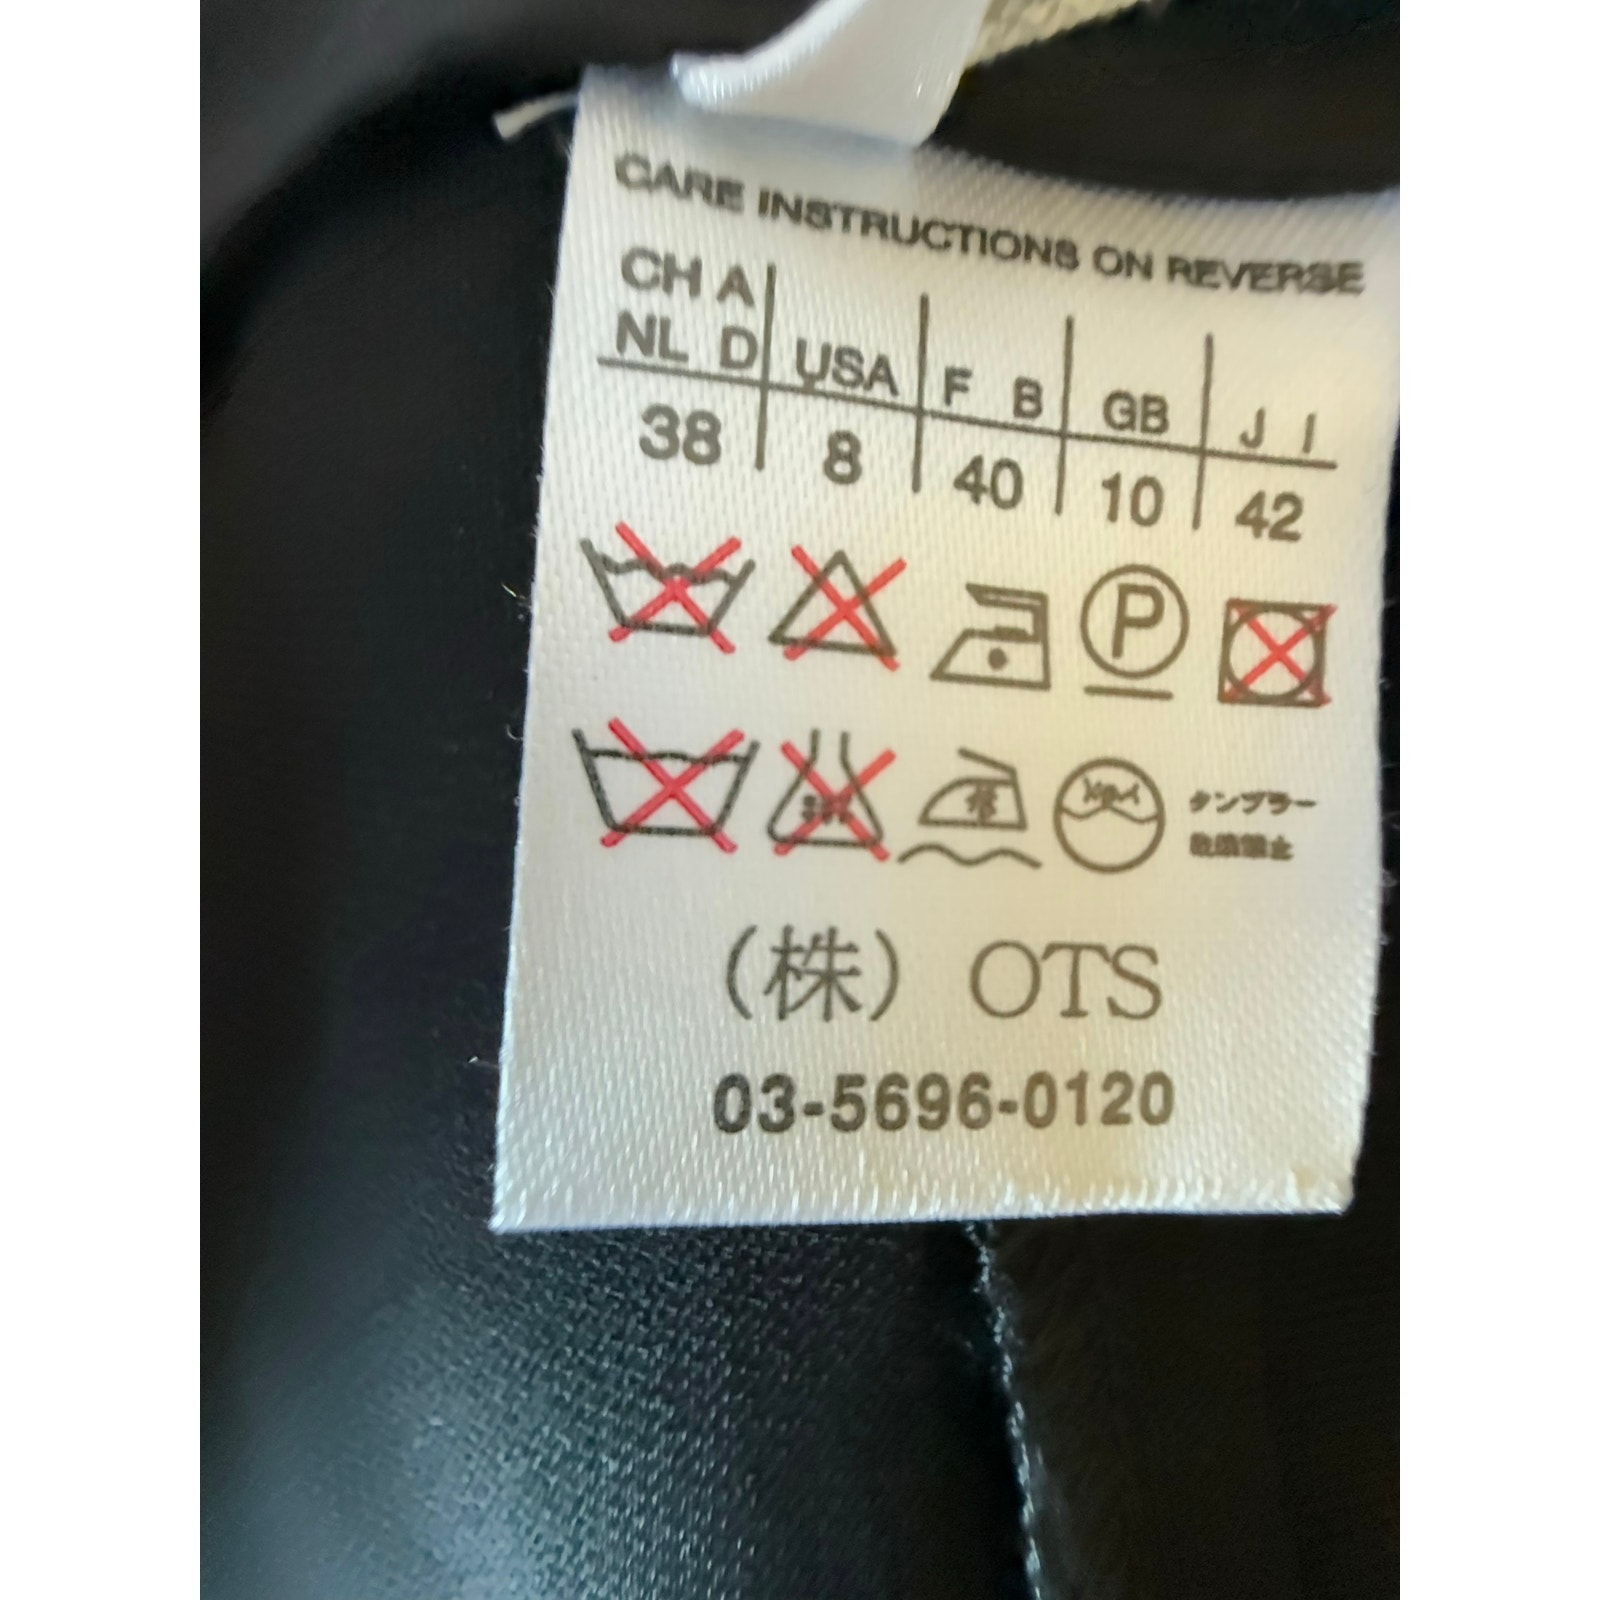 CARE INSTRUCTIONS ON REVERSE
CH A
NL D USA F B GB J I
38 8 40 10 42
P
タンブラー
(株) OTS
03-5696-0120